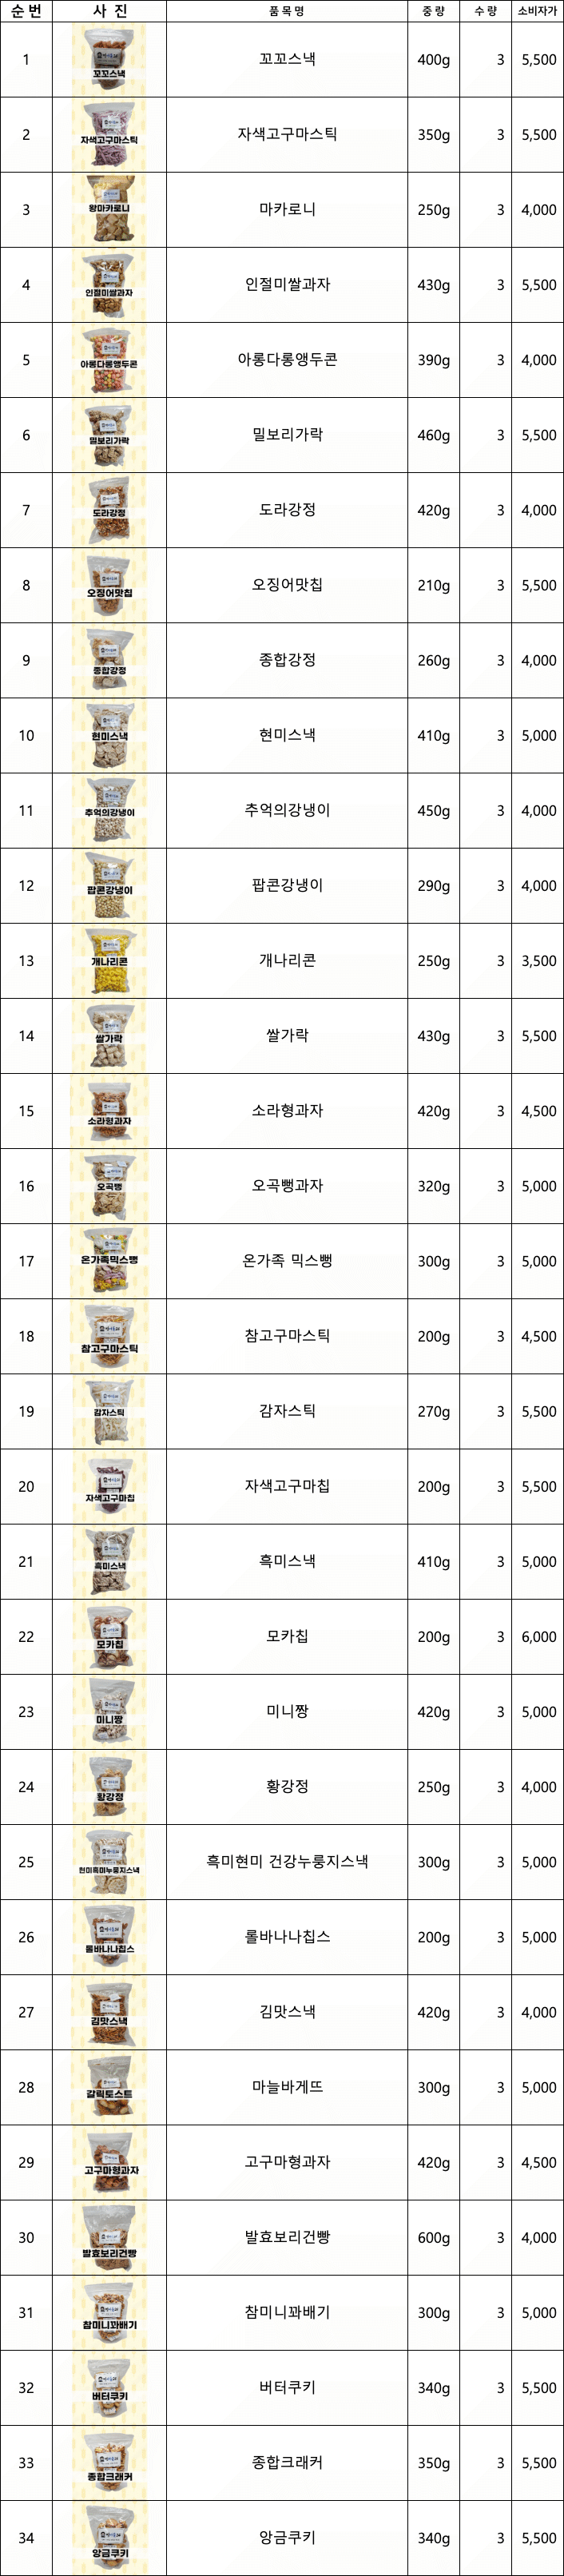 순번 사진 품목명 중량 수량 소비자가
1 꼬꼬스낵 꼬꼬스낵 400g 3 5,500
2 자색고구마스틱 자색고구마스틱 350g 3 5,500
3 왕마카로니 마카로니 250g 3 4,000
4 인절미쌀과자 인절미쌀과자 430g 3 5,500
5 아롱다롱앵두콘 아롱다롱앵두콘 390g 3 4,000
6 밀보리가락 밀보리가락 460g 3 5,500
7 도라강정 도라강정 420g 3 4,000
8 오징어맛칩 오징어맛칩 210g 3 5,500
9 종합강정 종합강정 260g 3 4,000
10 현미스낵 현미스낵 410g 3 5,000
11 추억의강냉이 추억의강냉이 450g 3 4,000
12 팝콘강냉이 팝콘강냉이 290g 3 4,000
13 개나리콘 개나리콘 250g 3 3,500
14 쌀가락 쌀가락 430g 3 5,500
15 소라형과자 소라형과자 420g 3 4,500
16 오곡뻥 오곡뻥과자 320g 3 5,000
17 온가족믹스뻥 온가족 믹스뻥 300g 3 5,000
18 참고구마스틱 참고구마스틱 200g 3 4,500
19 감자스틱 감자스틱 270g 3 5,500
20 자색고구마칩 자색고구마칩 200g 3 5,500
21 흑미스낵 흑미스낵 410g 3 5,000
22 모카칩 모카칩 200g 3 6,000
23 미니짱 미니짱 420g 3 5,000
24 황강정 황강정 250g 3 4,000
25 현미흑미누룽지스낵 흑미현미 건강누룽지스낵 300g 3 5,000
26 롤바나나칩스 롤바나나칩스 200g 3 5,000
27 김맛스낵 김맛스낵 420g 3 4,000
28 갈릭토스트 마늘바게뜨 300g 3 5,000
29 고구마형과자 고구마형과자 420g 3 4,500
30 발효보리건빵 발효보리건빵 600g 3 4,000
31 참미니꽈배기 참미니꽈배기 300g 3 5,000
32 버터쿠키 버터쿠키 340g 3 5,500
33 종합크래커 종합크래커 350g 3 5,500
34 앙금쿠키 앙금쿠키 340g 3 5,500